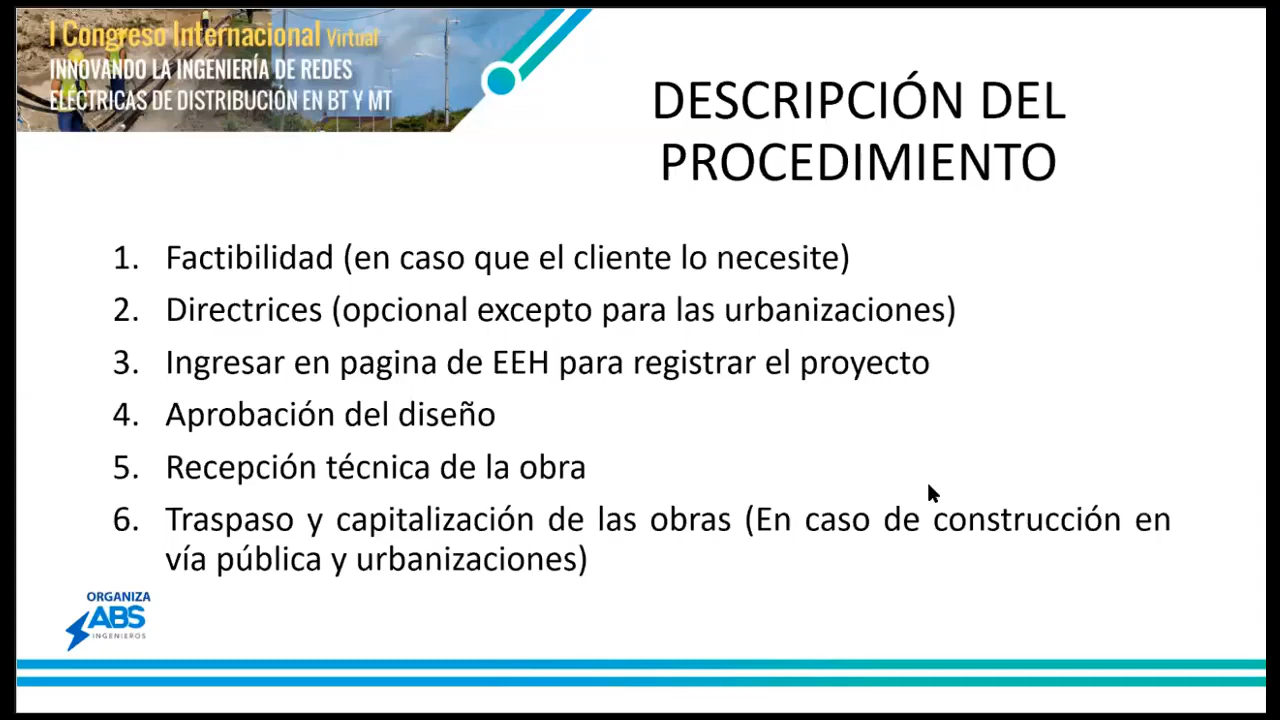 I Congreso Internacional Virtual
INNOVANDO LA INGENIERÍA DE REDES
ELÉCTRICAS DE DISTRIBUCIÓN EN BT Y MT
DESCRIPCIÓN DEL
PROCEDIMIENTO
1. Factibilidad (en caso que el cliente lo necesite)
2. Directrices (opcional excepto para las urbanizaciones)
3. Ingresar en pagina de EEH para registrar el proyecto
4. Aprobación del diseño
5. Recepción técnica de la obra
6. Traspaso y capitalización de las obras (En caso de construcción en
vía pública y urbanizaciones)
ORGANIZA
ABS
INGENIEROS